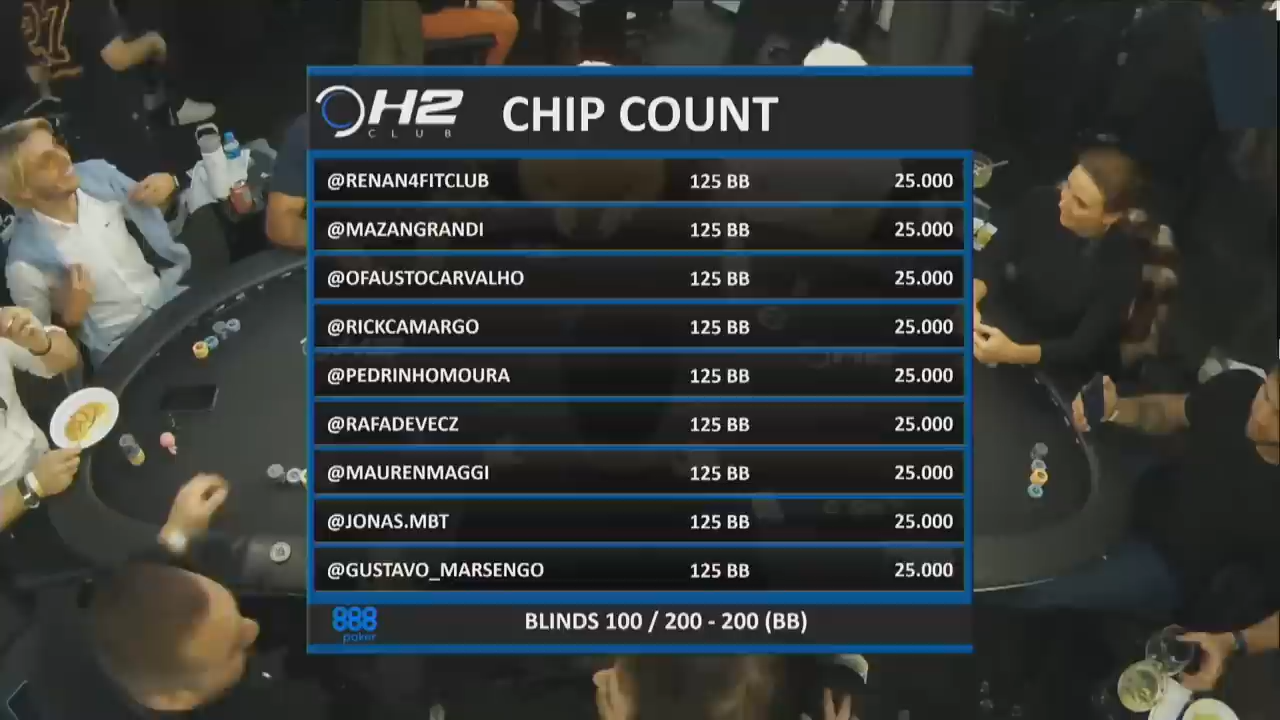 21
H2 CLUB
CHIP COUNT
@RENAN4FITCLUB 125 BB 25.000
@MAZANGRANDI 125 BB 25.000
@OFAUSTOCARVALHO 125 BB 25.000
@RICKCAMARGO 125 BB 25.000
@PEDRINHOMOURA 125 BB 25.000
@RAFADEVECZ 125 BB 25.000
@MAURENMAGGI 125 BB 25.000
@JONAS.MBT 125 BB 25.000
@GUSTAVO_MARSENGO 125 BB 25.000
888 poker
BLINDS 100 / 200 - 200 (BB)